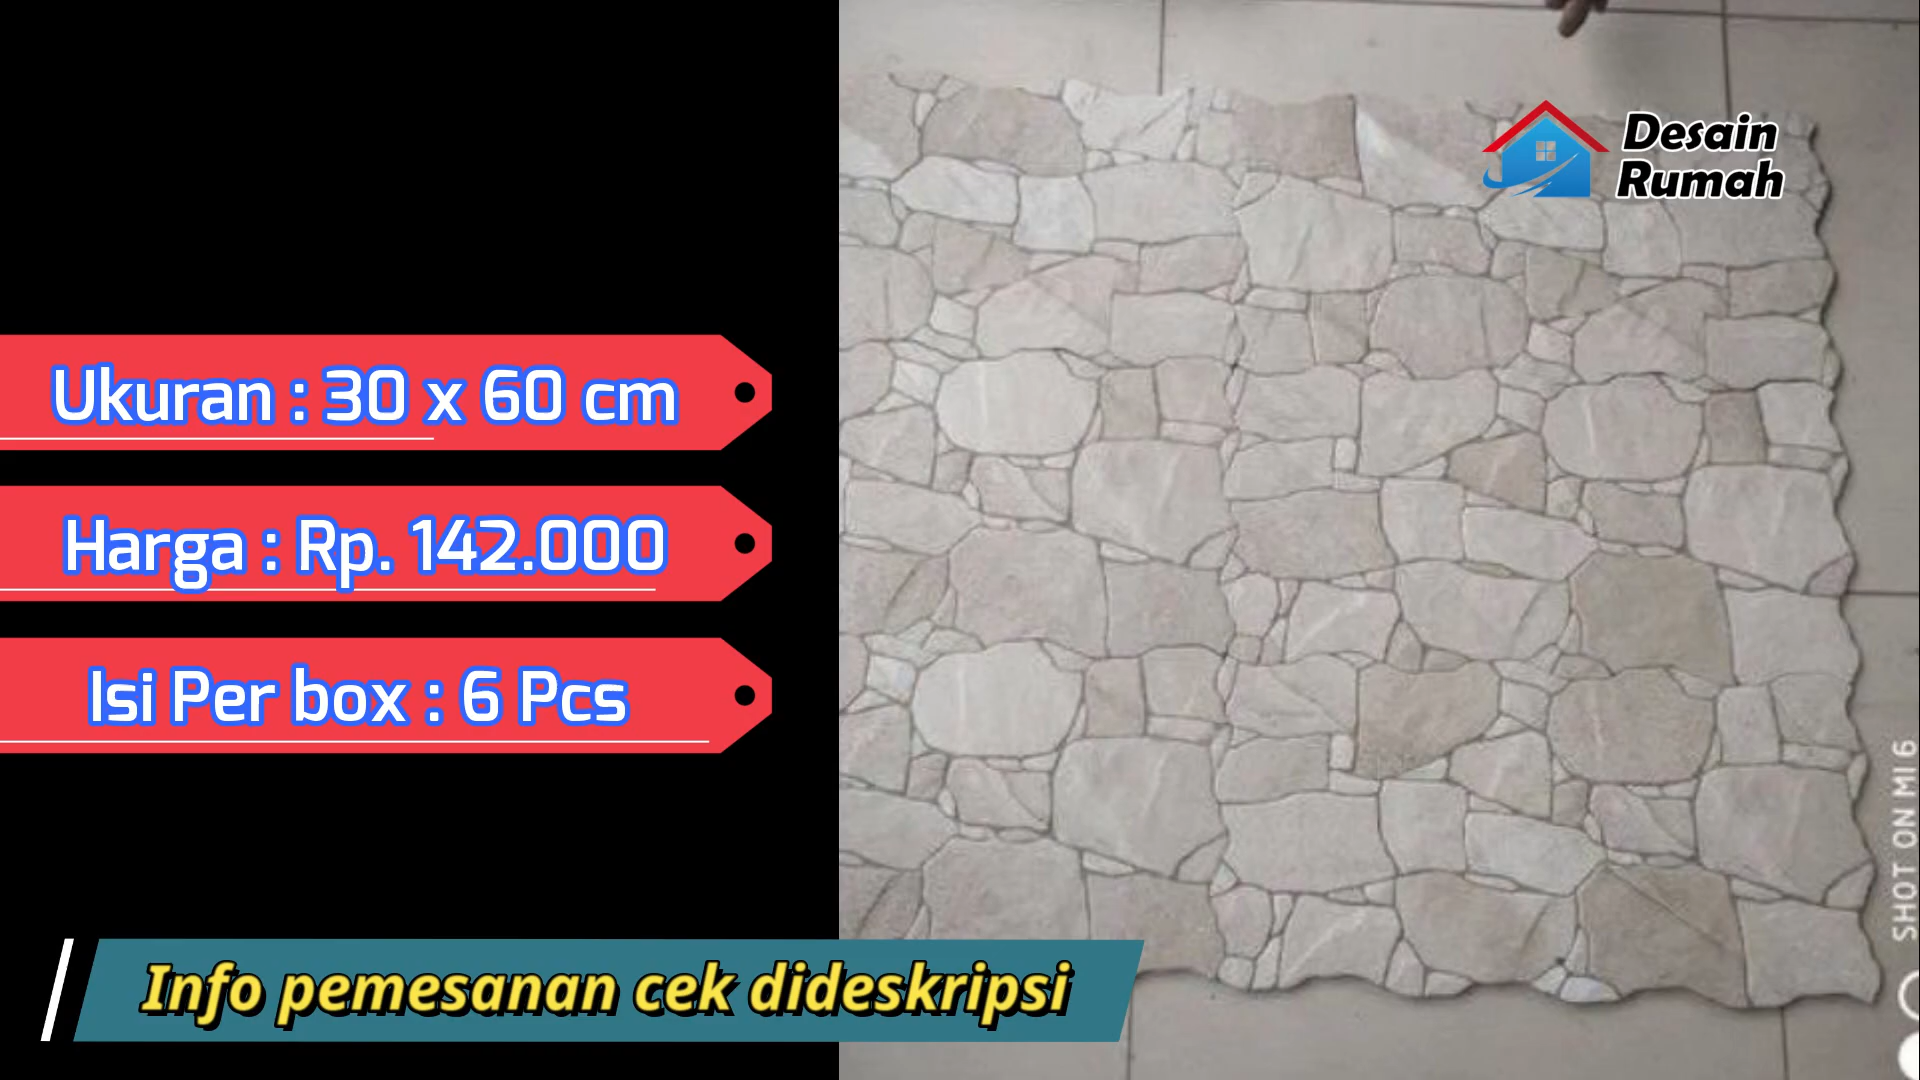 Desain
Rumah
Ukuran : 30 x 60 cm
Harga : Rp. 142.000
Isi Per box : 6 Pcs
Info pemesanan cek dideskripsi
SHOT ON MI 6